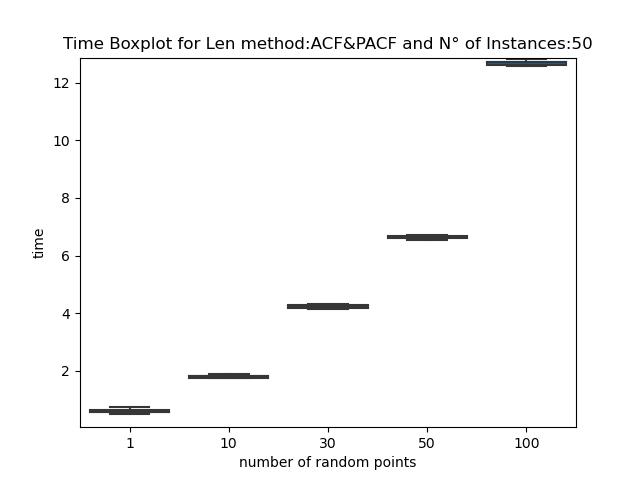 Time Boxplot for Len method:ACF&PACF and N° of Instances:50
12
10
8
6
4
2
time
1 10 30 50 100
number of random points